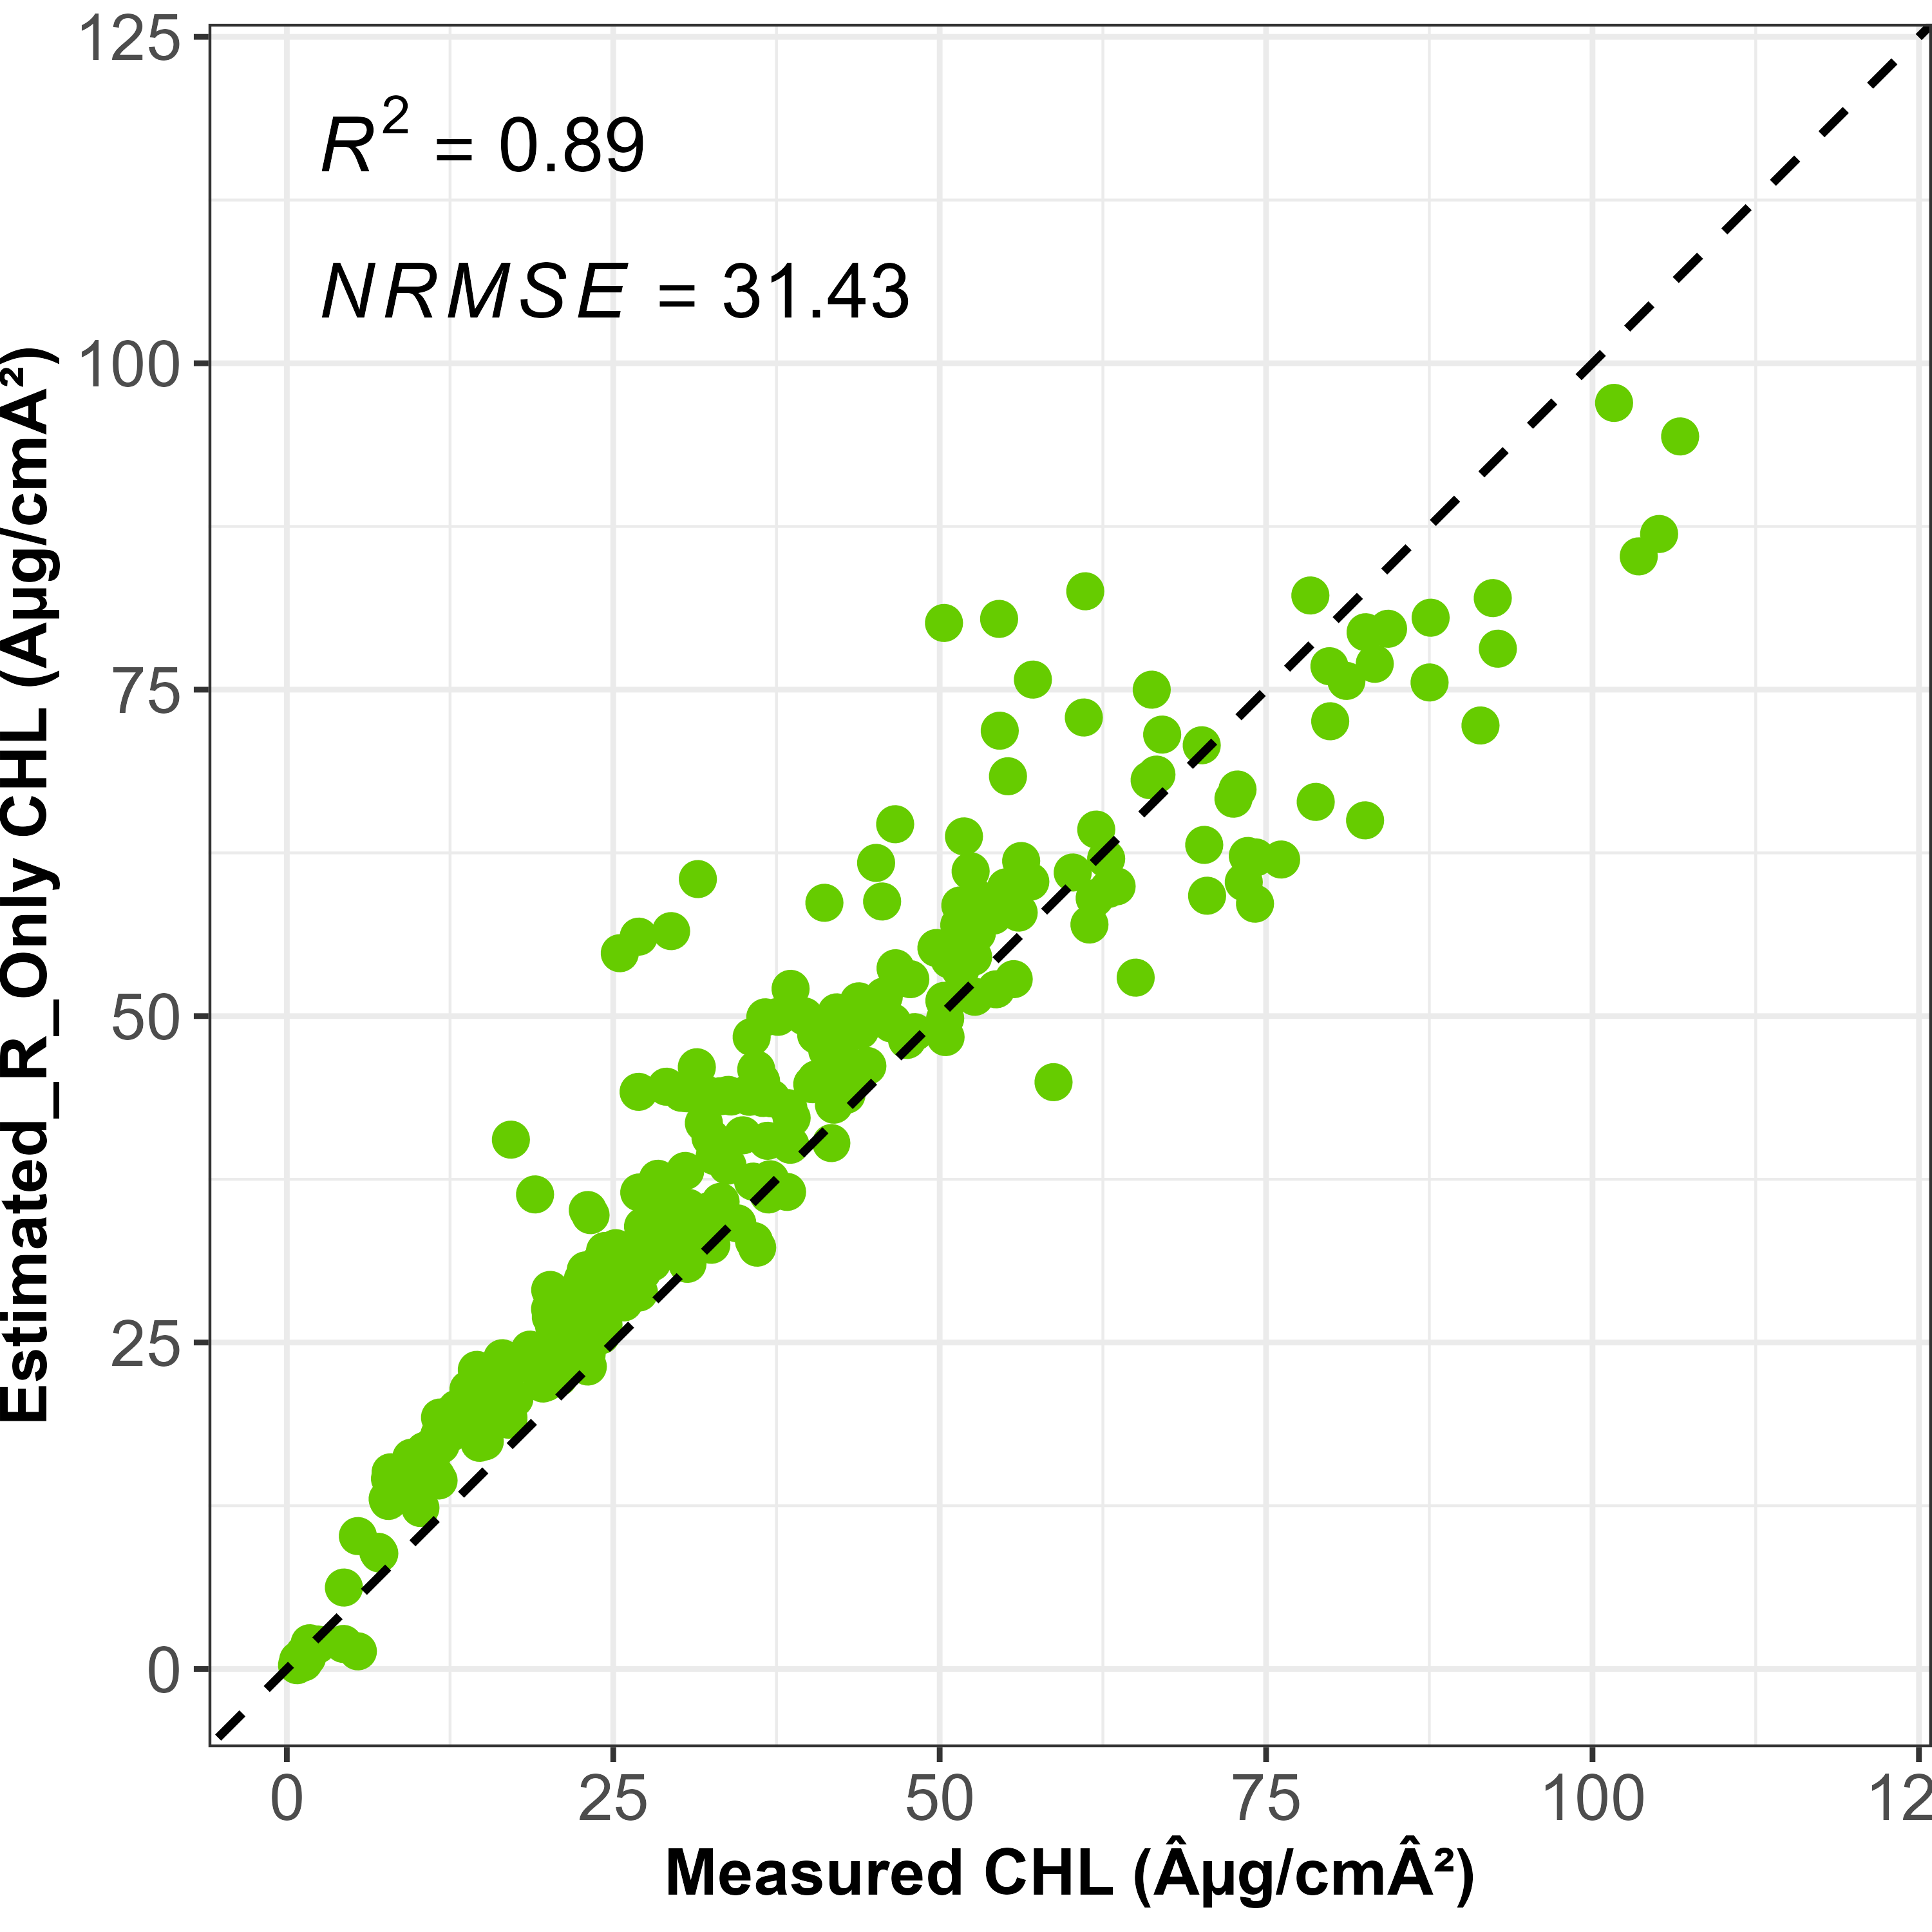 125
R² = 0.89
NRMSE = 31.43
100
75
50
25
0
Estimated_R_Only CHL (Âµg/cmÂ²)
0 25 50 75 100 12
Measured CHL (Âµg/cmÂ²)